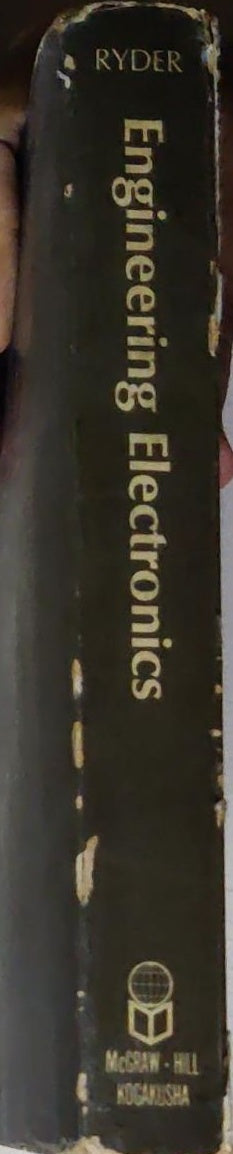 RYDER
Engineering Electronics
McGRAW - HILL
KOGAKUSHA